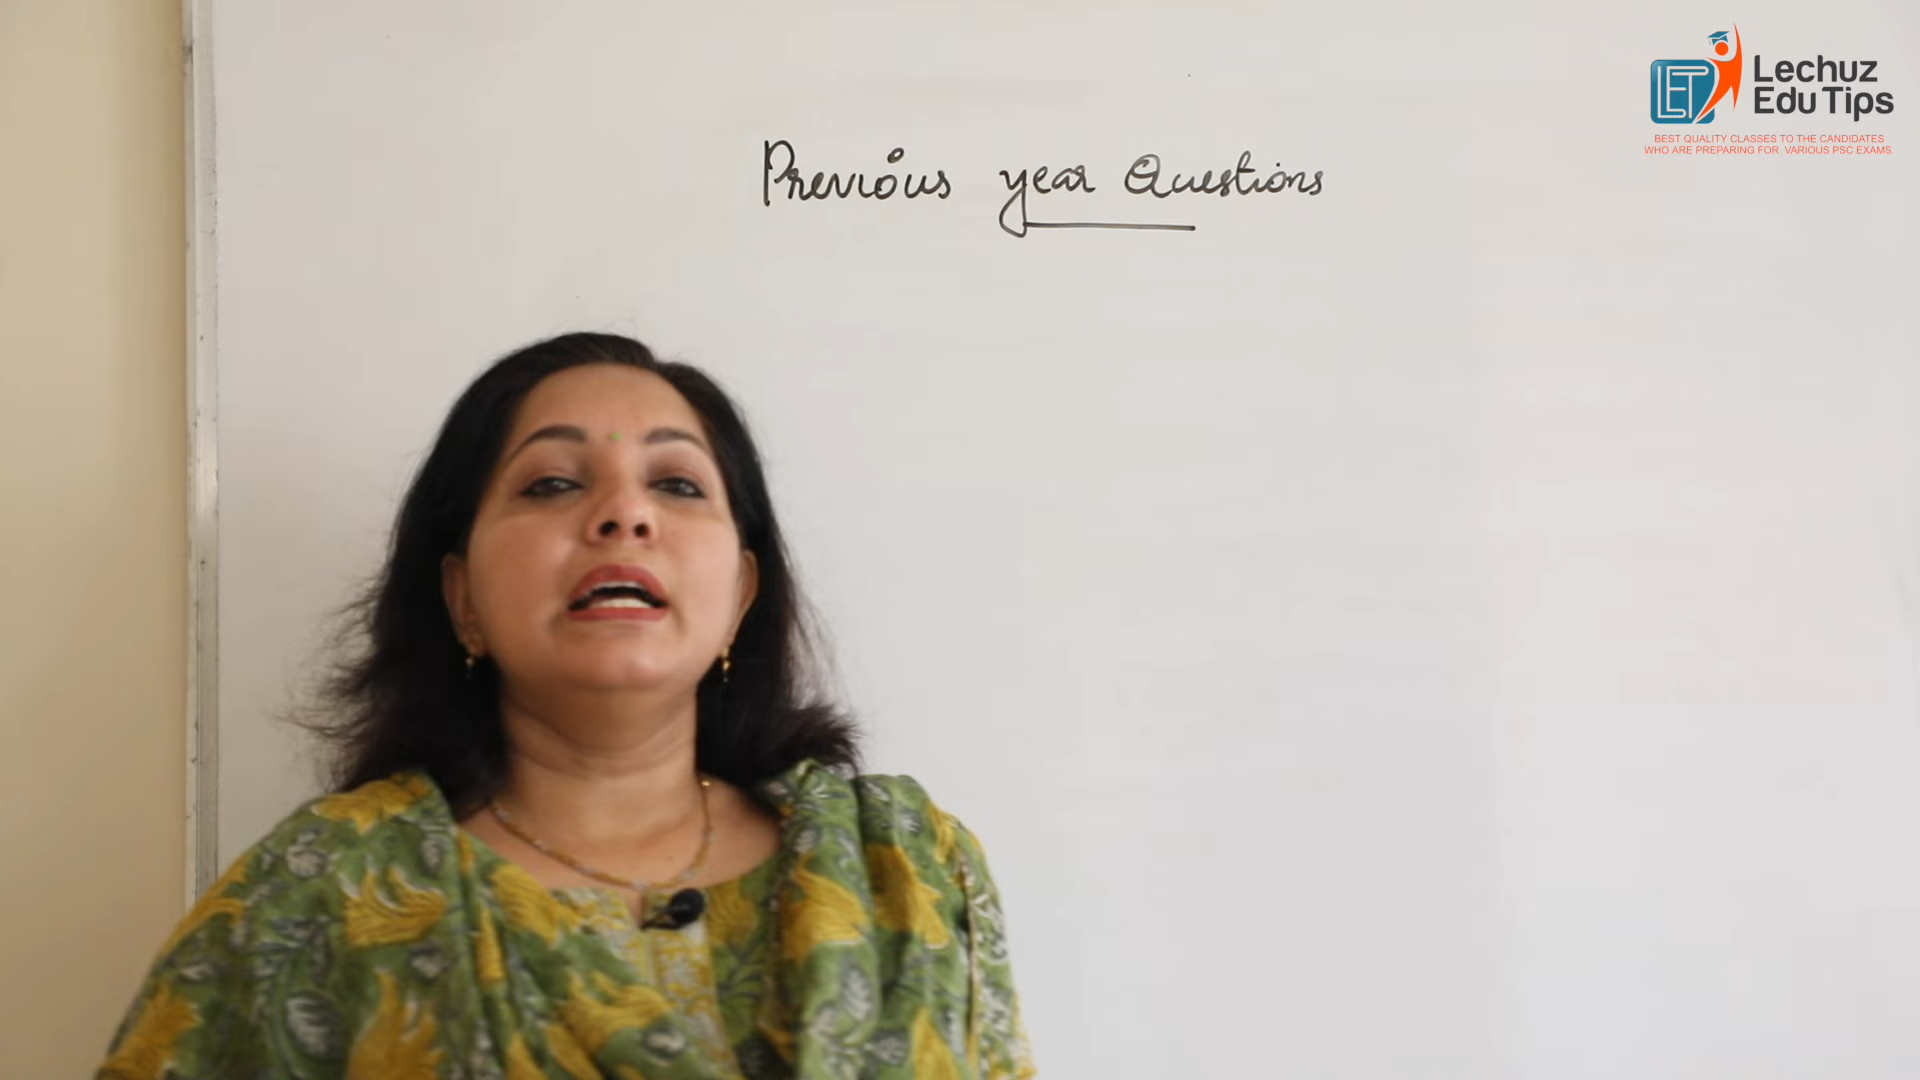 Previous year Questions
LET
Lechuz
Edu Tips
BEST QUALITY CLASSES TO THE CANDIDATES
WHO ARE PREPARING FOR VARIOUS PSC EXAMS.